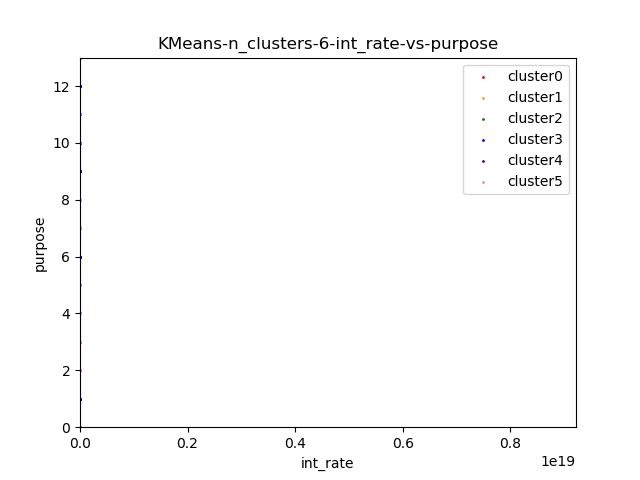 KMeans-n_clusters-6-int_rate-vs-purpose
cluster0
cluster1
cluster2
cluster3
cluster4
cluster5
12
10
8
6
4
2
0
purpose
0.0 0.2 0.4 0.6 0.8
1e19
int_rate